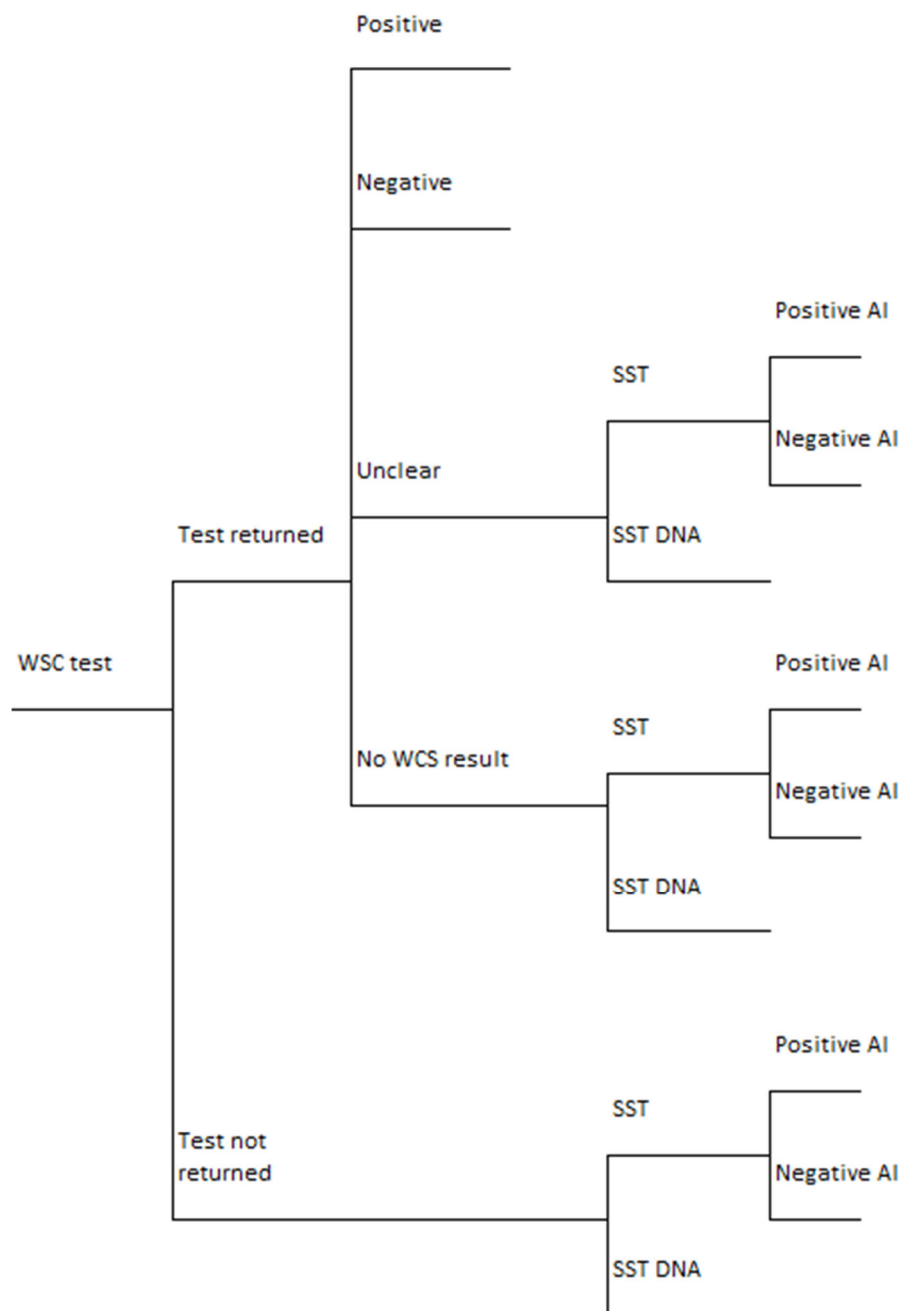 Positive
Negative
Positive AI
SST
Negative AI
Unclear
Test returned
SST DNA
WSC test
Positive AI
SST
No WCS result
Negative AI
SST DNA
Positive AI
SST
Test not
returned
Negative AI
SST DNA